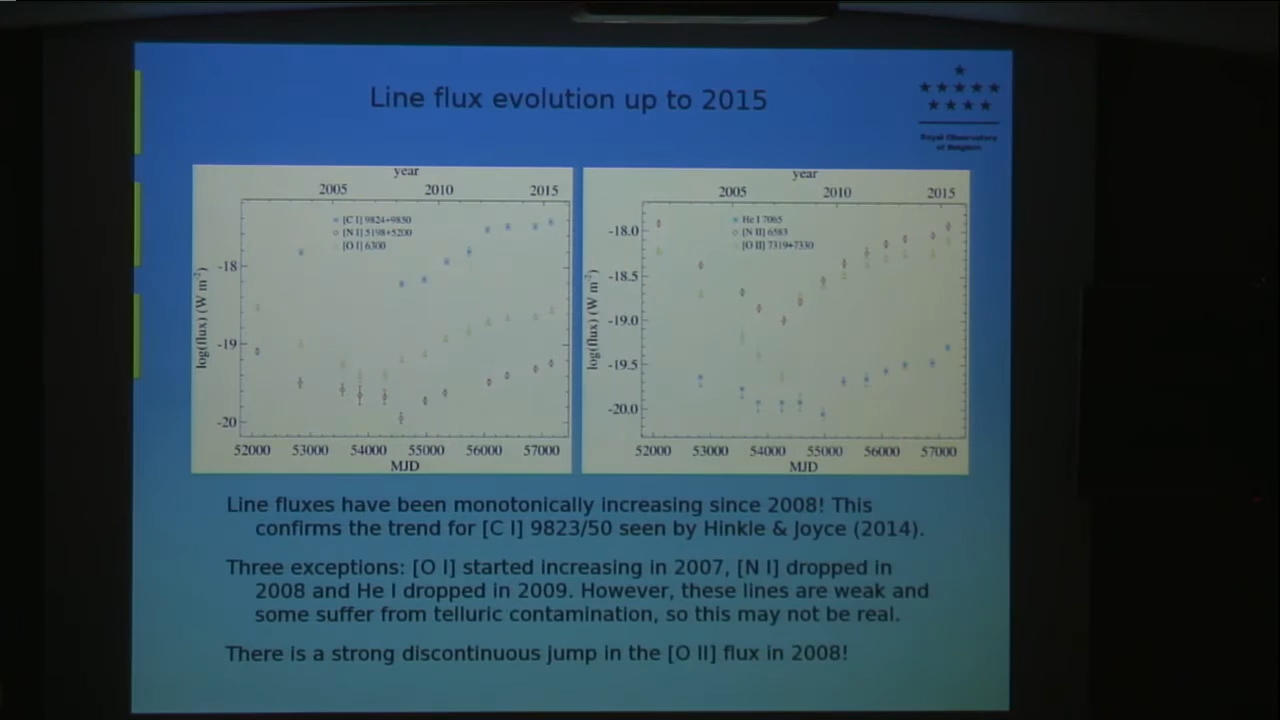 Line flux evolution up to 2015
Royal Observatory
of Belgium
year
2005 2010 2015
[C I] 9824+9850
[N I] 5198+5200
[O I] 6300
log(flux) (W m⁻²)
-18
-19
-20
52000 53000 54000 55000 56000 57000
MJD
year
2005 2010 2015
He I 7065
[N II] 6583
[O II] 7319+7330
log(flux) (W m⁻²)
-18.0
-18.5
-19.0
-19.5
-20.0
52000 53000 54000 55000 56000 57000
MJD
Line fluxes have been monotonically increasing since 2008! This
confirms the trend for [C I] 9823/50 seen by Hinkle & Joyce (2014).
Three exceptions: [O I] started increasing in 2007, [N I] dropped in
2008 and He I dropped in 2009. However, these lines are weak and
some suffer from telluric contamination, so this may not be real.
There is a strong discontinuous jump in the [O II] flux in 2008!